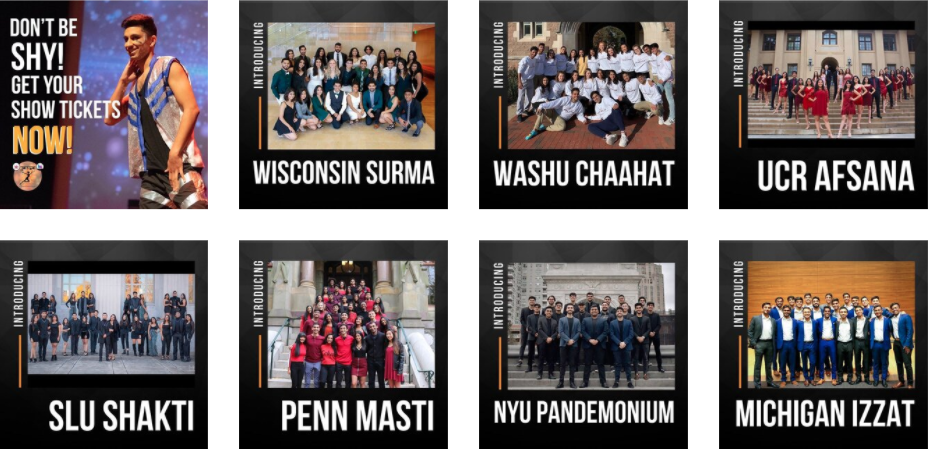 DON'T BE
SHY!
GET YOUR
SHOW TICKETS
NOW!
INTRODUCING
WISCONSIN SURMA
INTRODUCING
WASHU CHAAHAT
INTRODUCING
UCR AFSANA
INTRODUCING
SLU SHAKTI
INTRODUCING
PENN MASTI
INTRODUCING
NYU PANDEMONIUM
INTRODUCING
MICHIGAN IZZAT